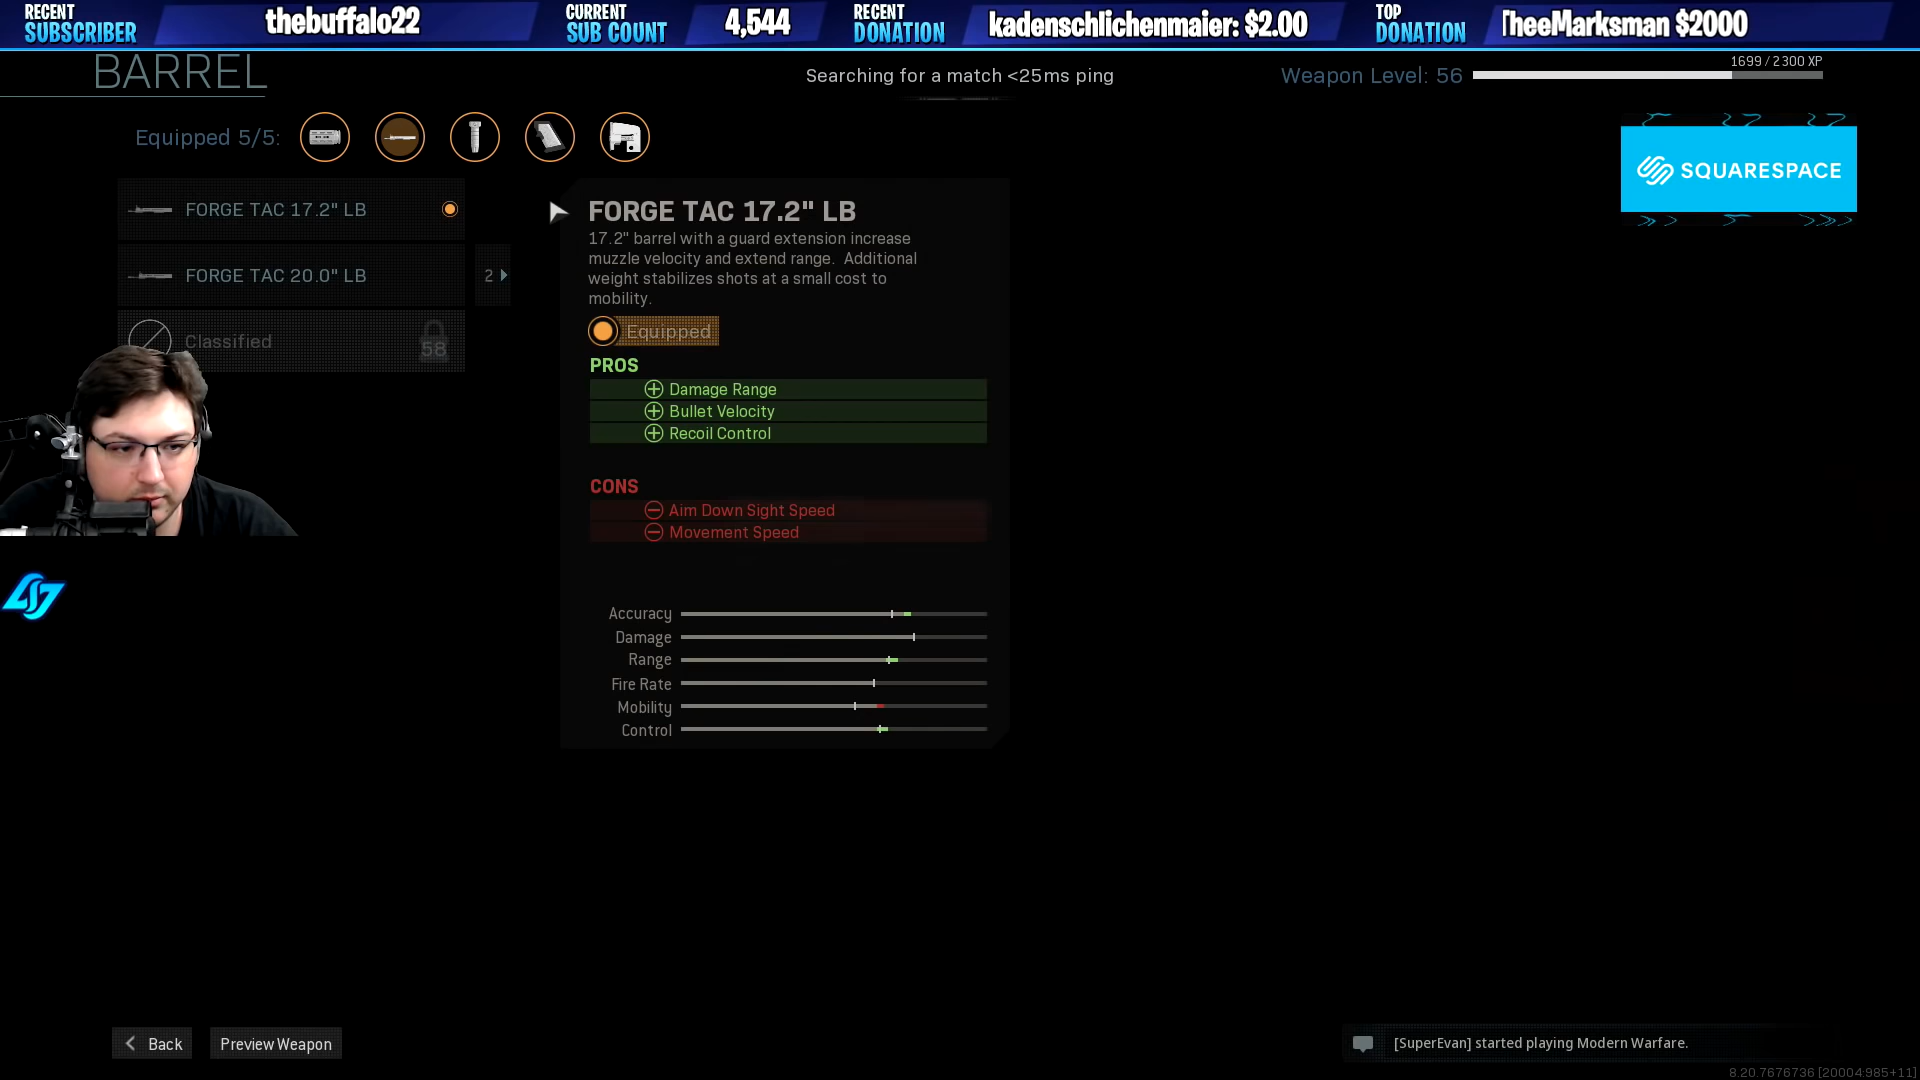 RECENT SUBSCRIBER
thebuffalo22
CURRENT SUB COUNT
4,544
RECENT DONATION
kadenschlichenmaier: $2.00
TOP DONATION
TheeMarksman $2000
BARREL
Searching for a match <25ms ping
Weapon Level: 56
1699 / 2300 XP
Equipped 5/5:
SQUARESPACE
FORGE TAC 17.2" LB
FORGE TAC 20.0" LB
2
Classified
58
FORGE TAC 17.2" LB
17.2" barrel with a guard extension increase
muzzle velocity and extend range. Additional
weight stabilizes shots at a small cost to
mobility.
Equipped
PROS
Damage Range
Bullet Velocity
Recoil Control
CONS
Aim Down Sight Speed
Movement Speed
Accuracy
Damage
Range
Fire Rate
Mobility
Control
Back
Preview Weapon
[SuperEvan] started playing Modern Warfare.
8.20.7676736 [20004:985+11]